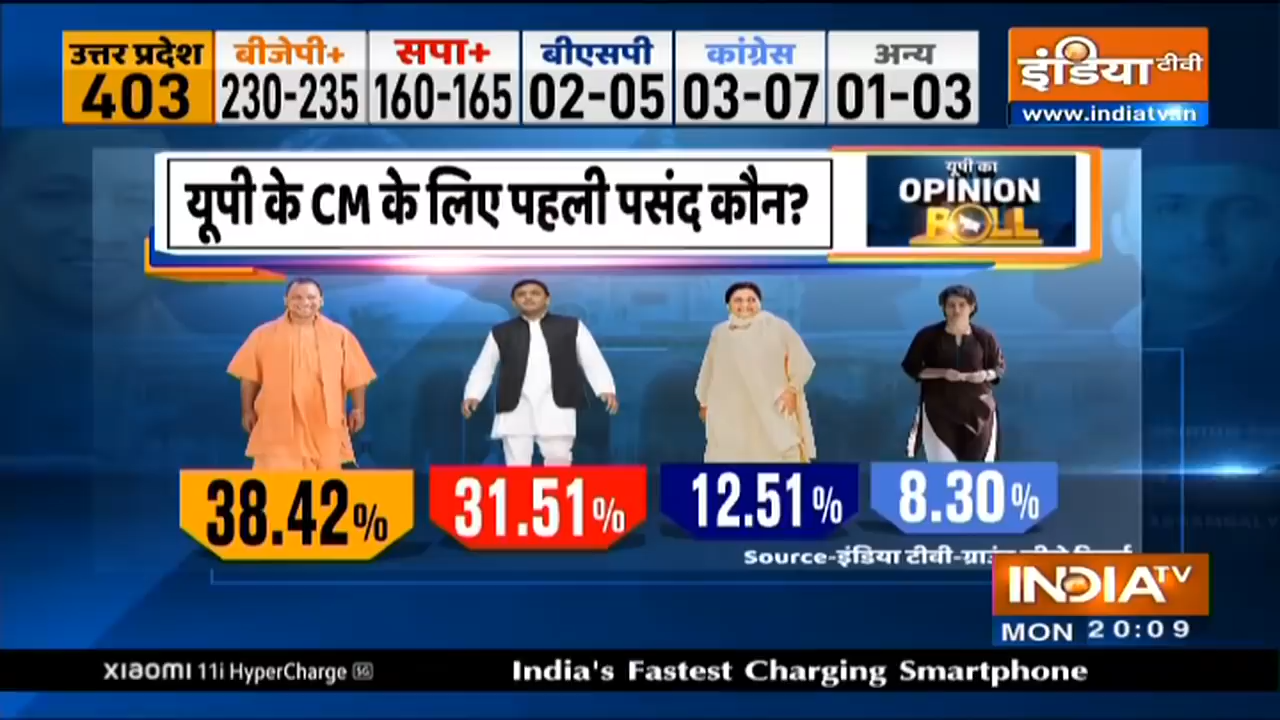 उत्तर प्रदेश
403
बीजेपी+
230-235
सपा+
160-165
बीएसपी
02-05
कांग्रेस
03-07
अन्य
01-03
इंडिया टीवी
www.indiatv.in
यूपी के CM के लिए पहली पसंद कौन?
यूपी का
OPINION
POLL
38.42%
31.51%
12.51%
8.30%
Source-इंडिया टीवी-ग्राउंड
INDIA TV
MON 20:09
XIAOMI 11i HyperCharge 5G
India's Fastest Charging Smartphone